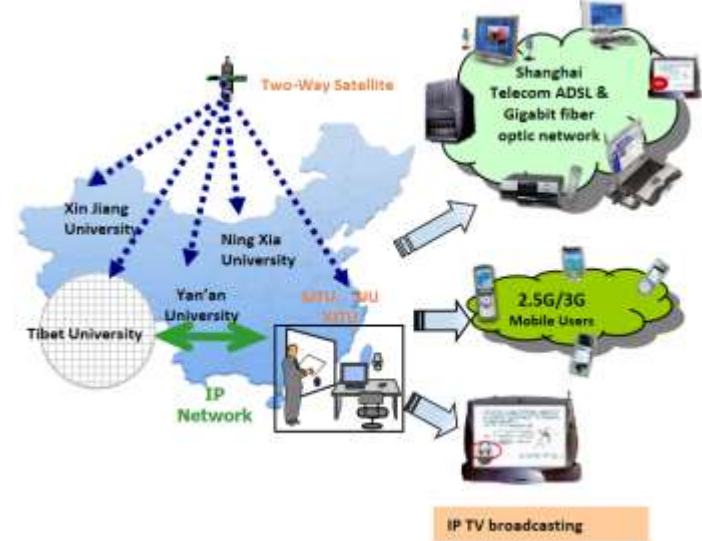 Two-Way Satellite
Shanghai
Telecom ADSL &
Gigabit fiber
optic network
Xin Jiang
University
Ning Xia
University
Yan'an
University
Tibet University
IP
Network
2.5G/3G
Mobile Users
IP TV broadcasting